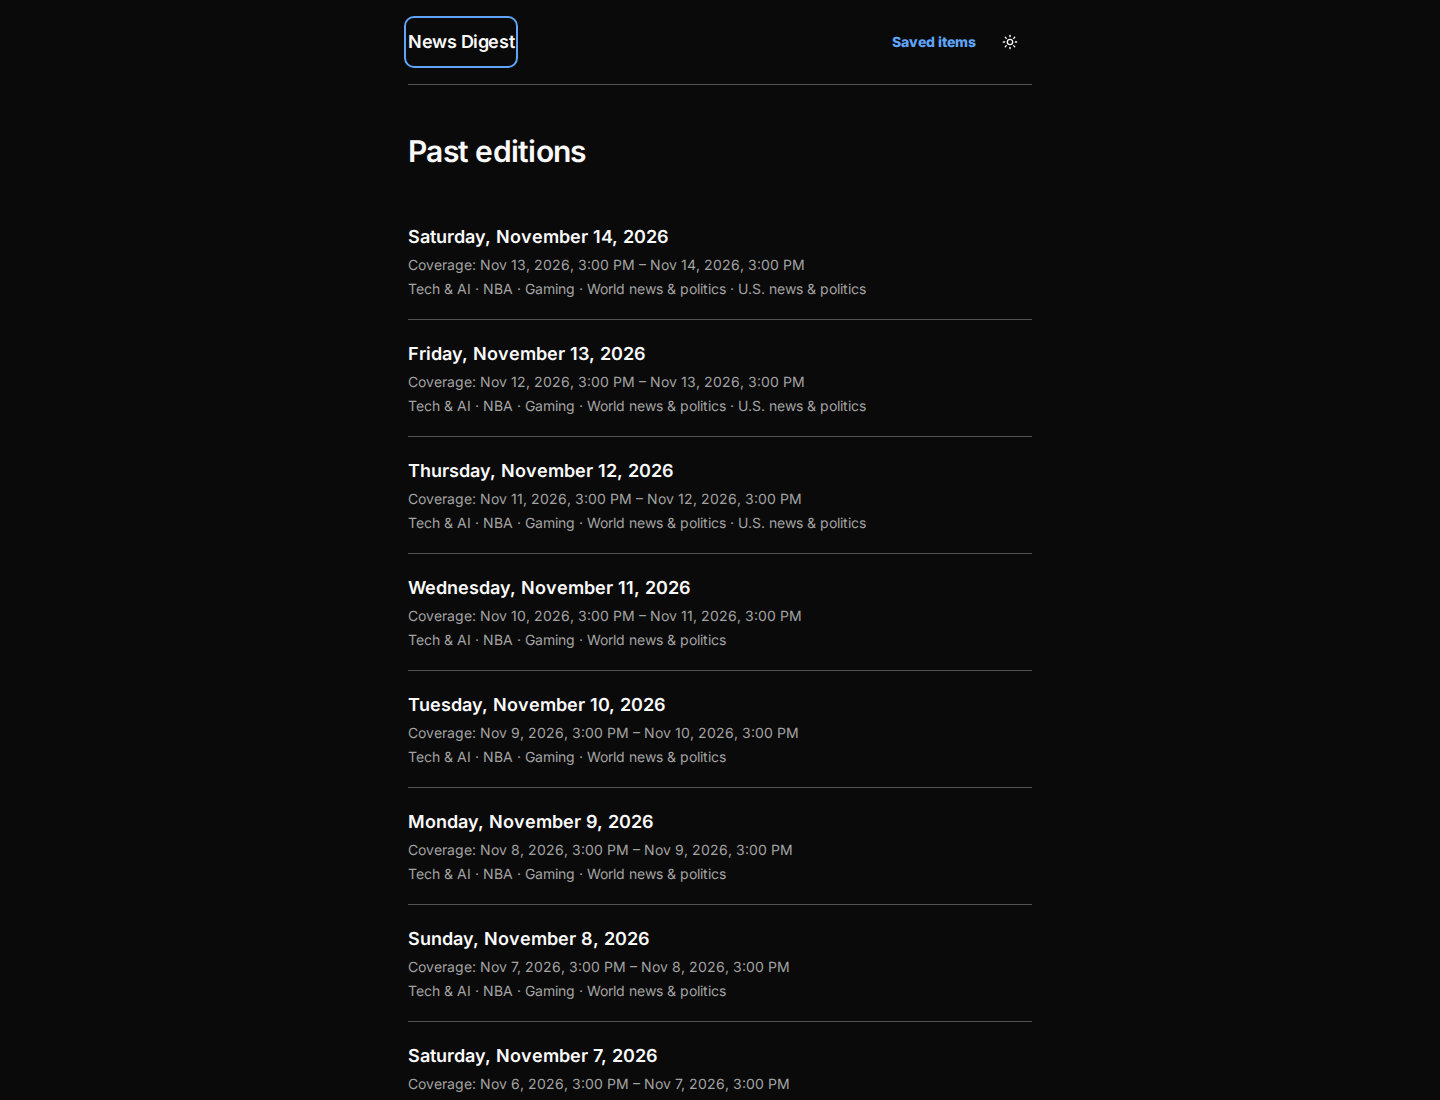 News Digest
Saved items
Past editions
Saturday, November 14, 2026
Coverage: Nov 13, 2026, 3:00 PM – Nov 14, 2026, 3:00 PM
Tech & AI · NBA · Gaming · World news & politics · U.S. news & politics
Friday, November 13, 2026
Coverage: Nov 12, 2026, 3:00 PM – Nov 13, 2026, 3:00 PM
Tech & AI · NBA · Gaming · World news & politics · U.S. news & politics
Thursday, November 12, 2026
Coverage: Nov 11, 2026, 3:00 PM – Nov 12, 2026, 3:00 PM
Tech & AI · NBA · Gaming · World news & politics · U.S. news & politics
Wednesday, November 11, 2026
Coverage: Nov 10, 2026, 3:00 PM – Nov 11, 2026, 3:00 PM
Tech & AI · NBA · Gaming · World news & politics
Tuesday, November 10, 2026
Coverage: Nov 9, 2026, 3:00 PM – Nov 10, 2026, 3:00 PM
Tech & AI · NBA · Gaming · World news & politics
Monday, November 9, 2026
Coverage: Nov 8, 2026, 3:00 PM – Nov 9, 2026, 3:00 PM
Tech & AI · NBA · Gaming · World news & politics
Sunday, November 8, 2026
Coverage: Nov 7, 2026, 3:00 PM – Nov 8, 2026, 3:00 PM
Tech & AI · NBA · Gaming · World news & politics
Saturday, November 7, 2026
Coverage: Nov 6, 2026, 3:00 PM – Nov 7, 2026, 3:00 PM